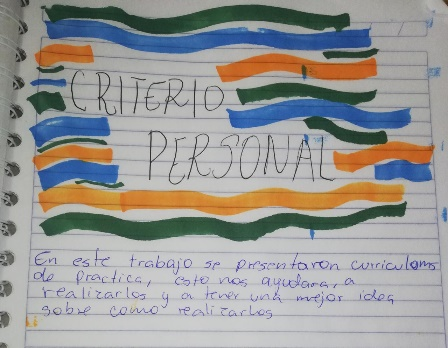 CRITERIO
PERSONAL
En este trabajo se presentaron curriculams
de practica, esto nos ayudara, a
realizarlos y a tener una mejor idea
sobre como realizarlos